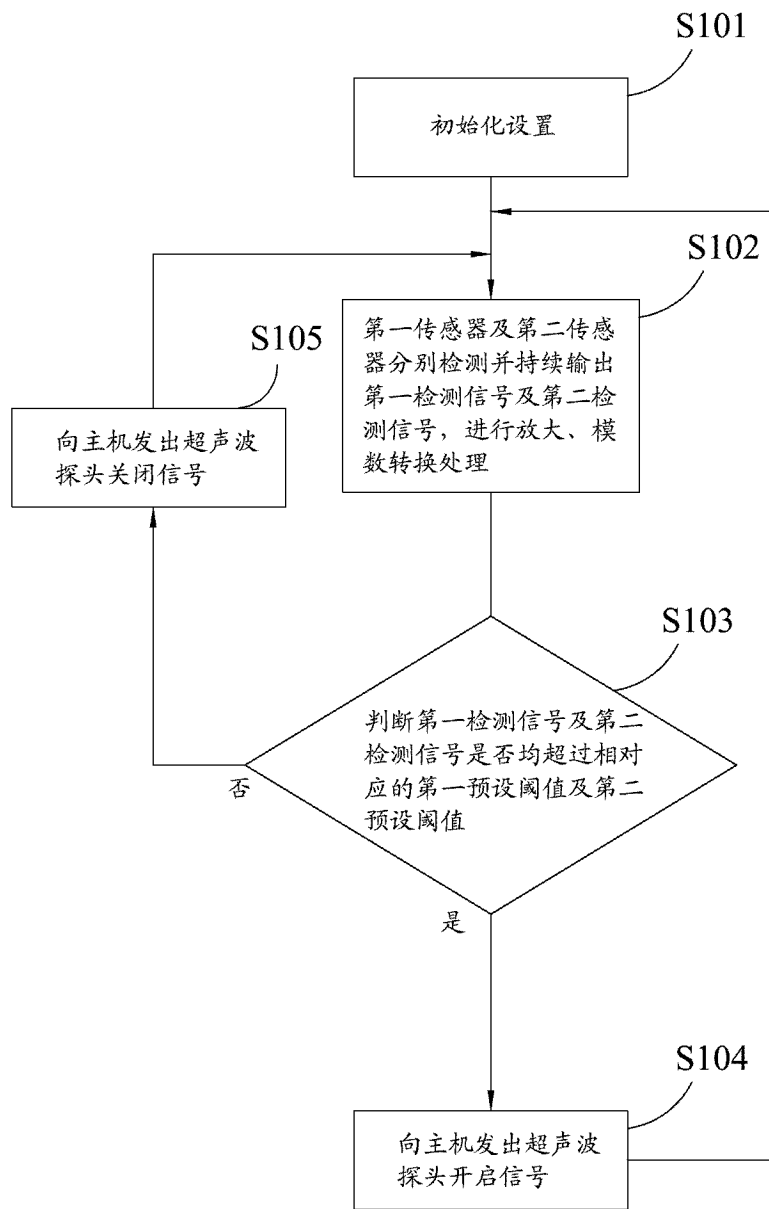 S101
初始化设置
S102
第一传感器及第二传感
器分别检测并持续输出
第一检测信号及第二检
测信号，进行放大、模
数转换处理
S105
向主机发出超声波
探头关闭信号
S103
判断第一检测信号及第二
检测信号是否均超过相对
应的第一预设阈值及第二
预设阈值
否
是
S104
向主机发出超声波
探头开启信号